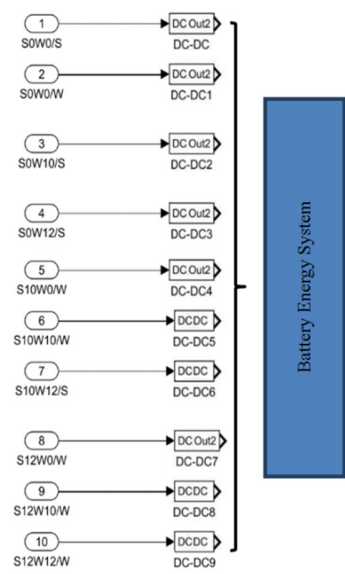 1 DC Out2
S0W0/S DC-DC
2 DC Out2
S0W0/W DC-DC1
3 DC Out2
S0W10/S DC-DC2
4 DC Out2
S0W12/S DC-DC3
5 DC Out2
S10W0/W DC-DC4
6 DCDC
S10W10/W DC-DC5
7 DCDC
S10W12/S DC-DC6
8 DC Out2
S12W0/W DC-DC7
9 DCDC
S12W10/W DC-DC8
10 DCDC
S12W12/W DC-DC9
Battery Energy System